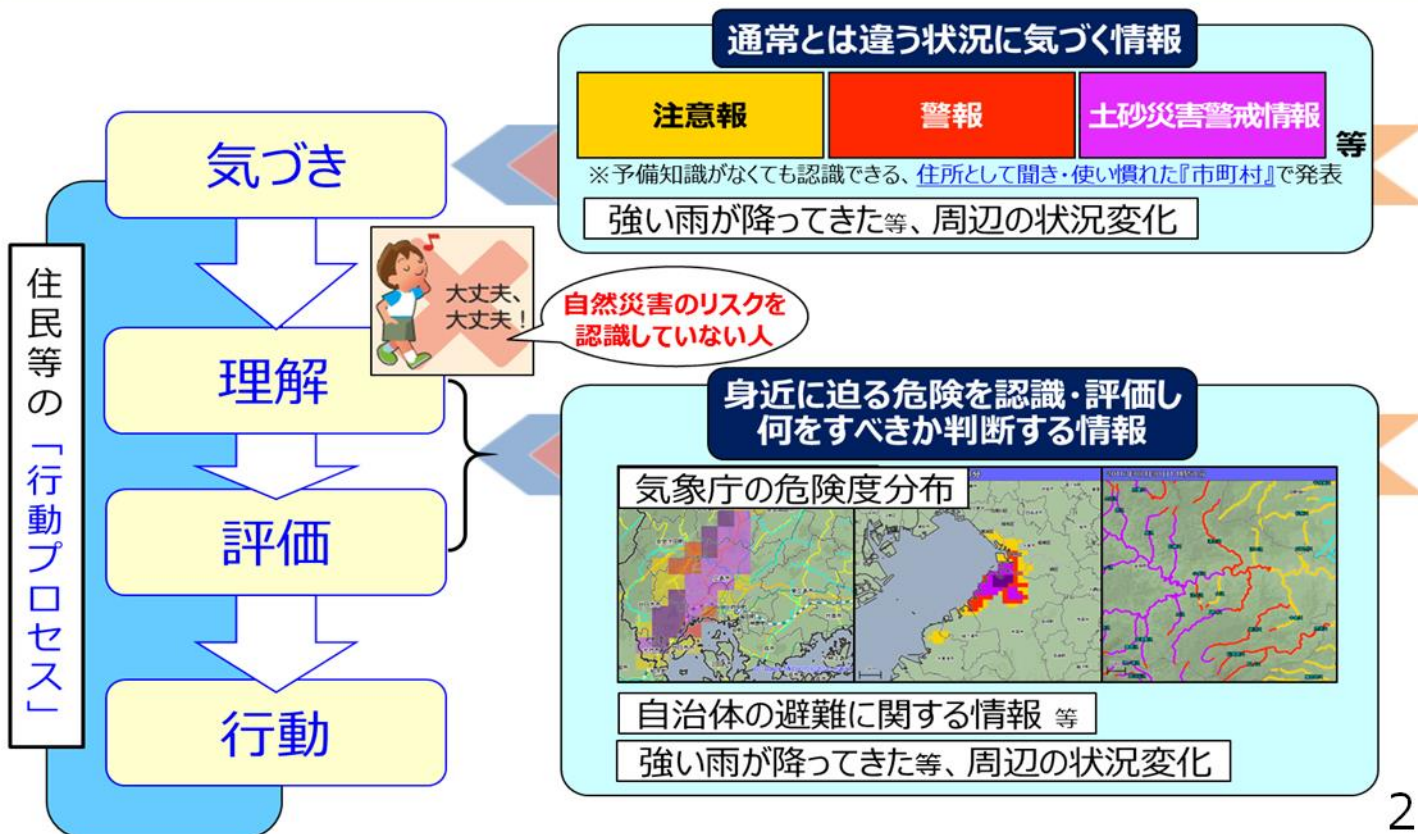 通常とは違う状況に気づく情報
注意報
警報
土砂災害警戒情報
等
※予備知識がなくても認識できる、住所として聞き・使い慣れた『市町村』で発表
強い雨が降ってきた等、周辺の状況変化
住民等の「行動プロセス」
気づき
理解
評価
行動
大丈夫、
大丈夫！
自然災害のリスクを
認識していない人
身近に迫る危険を認識・評価し
何をすべきか判断する情報
気象庁の危険度分布
自治体の避難に関する情報 等
強い雨が降ってきた等、周辺の状況変化
2